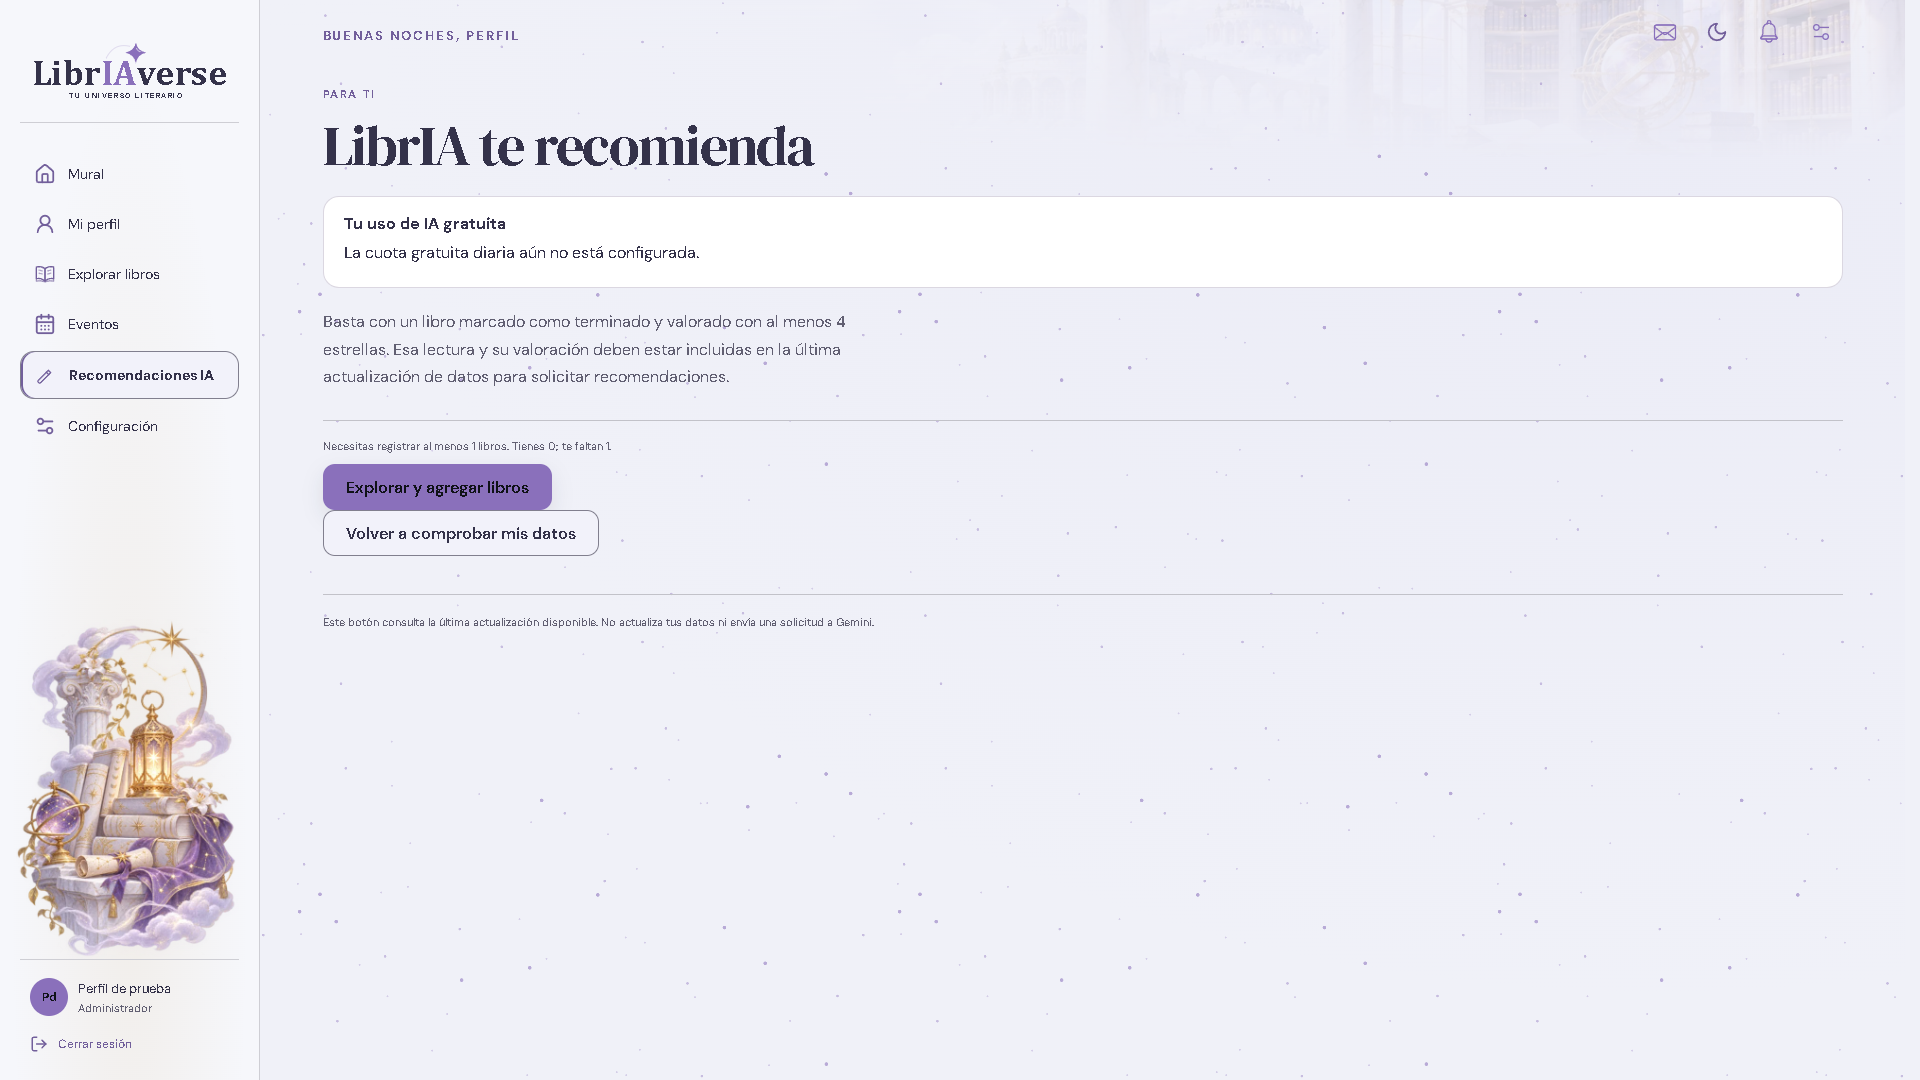 LibrIAverse
TU UNIVERSO LITERARIO
Mural
Mi perfil
Explorar libros
Eventos
Recomendaciones IA
Configuración
Pd
Perfil de prueba
Administrador
Cerrar sesión
BUENAS NOCHES, PERFIL
PARA TI
LibrIA te recomienda
Tu uso de IA gratuita
La cuota gratuita diaria aún no está configurada.
Basta con un libro marcado como terminado y valorado con al menos 4
estrellas. Esa lectura y su valoración deben estar incluidas en la última
actualización de datos para solicitar recomendaciones.
Necesitas registrar al menos 1 libros. Tienes 0; te faltan 1.
Explorar y agregar libros
Volver a comprobar mis datos
Este botón consulta la última actualización disponible. No actualiza tus datos ni envía una solicitud a Gemini.